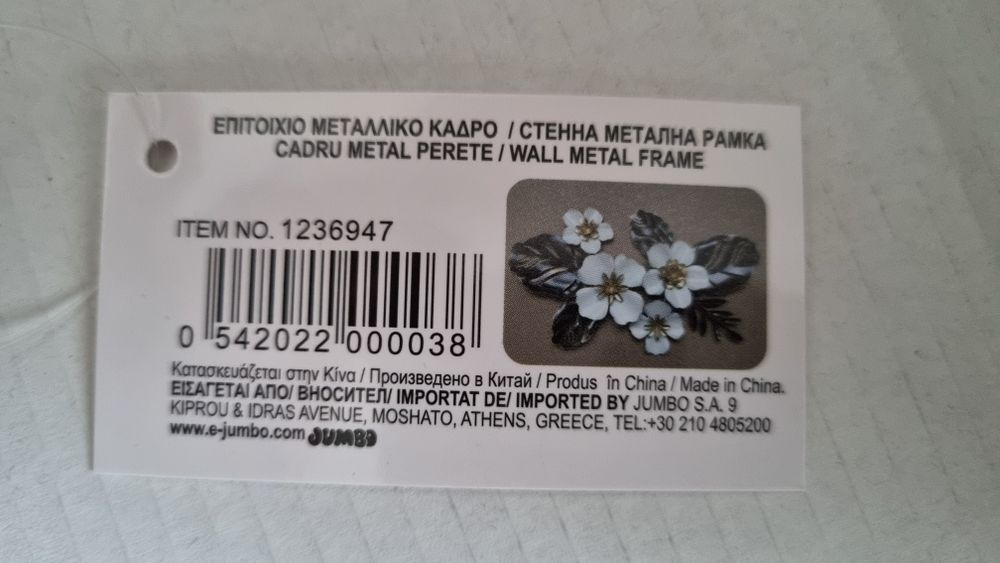 ΕΠΙΤΟΙΧΙΟ ΜΕΤΑΛΛΙΚΟ ΚΑΔΡΟ / СТЕННА МЕТАЛНА РАМКА
CADRU METAL PERETE / WALL METAL FRAME
ITEM NO. 1236947
0 542022 000038
Κατασκευάζεται στην Κίνα / Произведено в Китай / Produs în China / Made in China.
ΕΙΣΑΓΕΤΑΙ ΑΠΟ/ ВНОСИТЕЛ/ IMPORTAT DE/ IMPORTED BY JUMBO S.A. 9
KIPROU & IDRAS AVENUE, MOSHATO, ATHENS, GREECE, TEL:+30 210 4805200
www.e-jumbo.com JUMBO